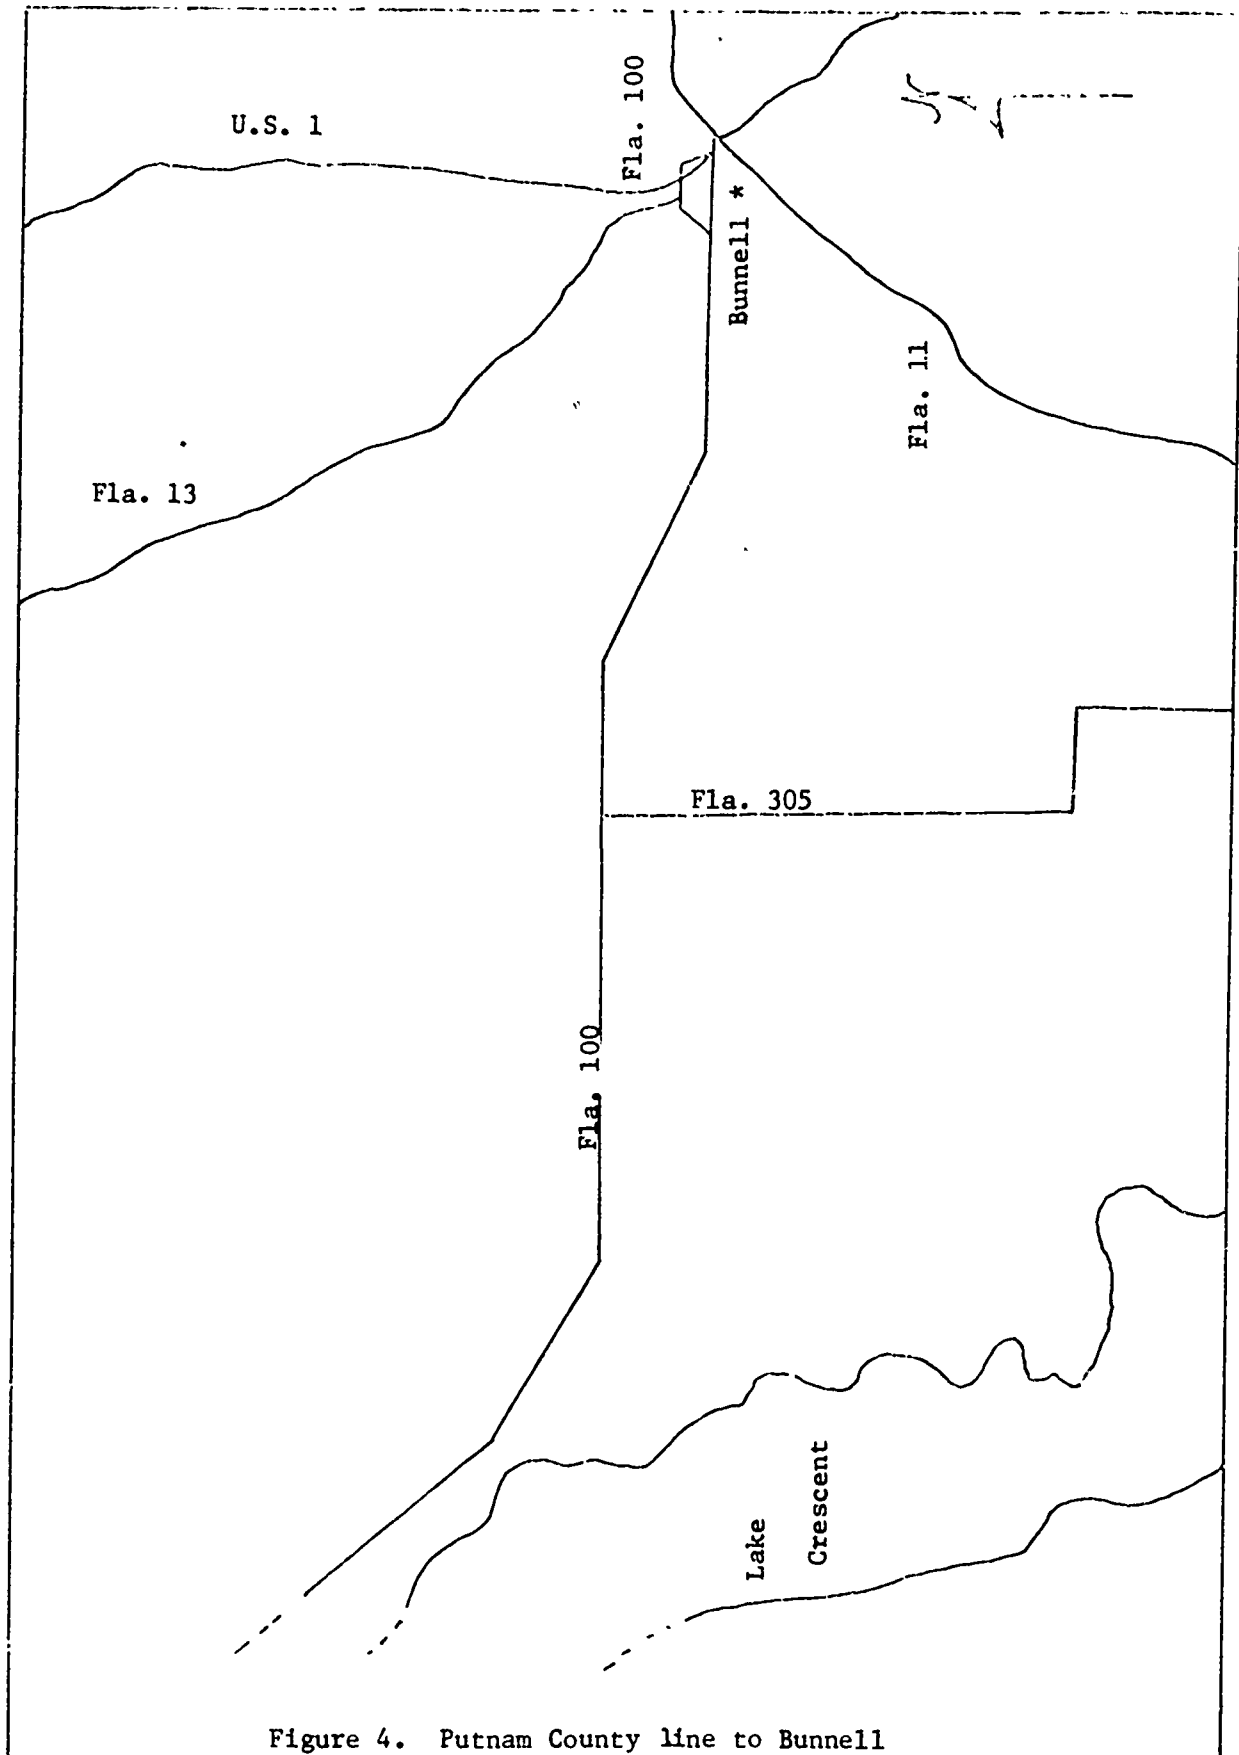 U.S. 1
Fla. 100
Bunnell *
Fla. 11
Fla. 13
Fla. 305
Fla. 100
Lake
Crescent
Figure 4. Putnam County line to Bunnell